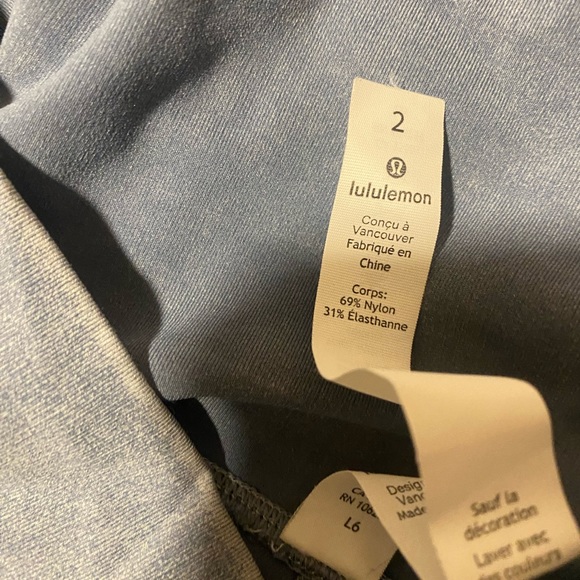 2
lululemon
Conçu à
Vancouver
Fabriqué en
Chine
Corps:
69% Nylon
31% Élasthanne
L6
Sauf la
décoration
Laver avec